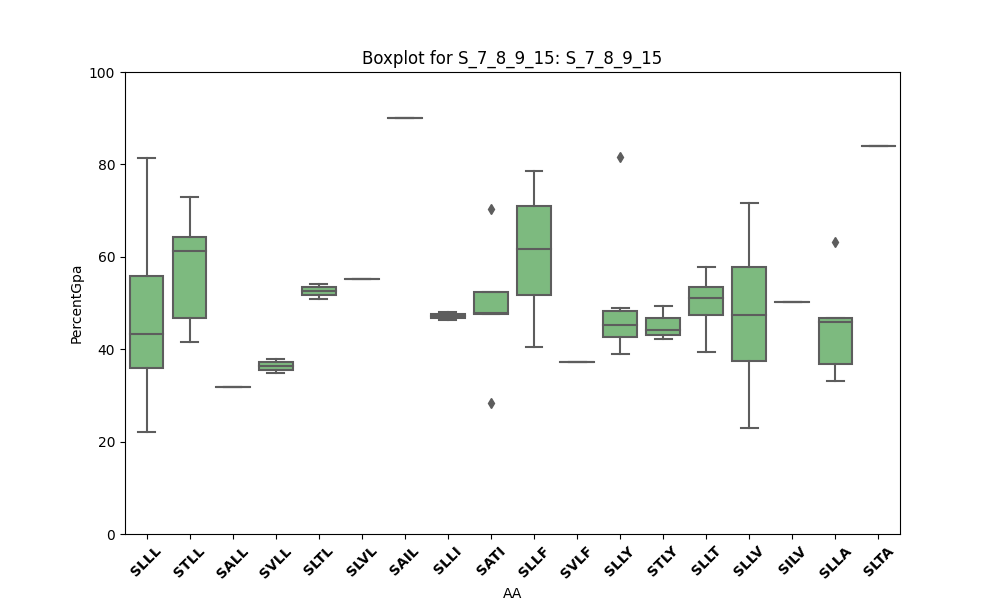 Boxplot for S_7_8_9_15: S_7_8_9_15
100
80
60
40
20
0
PercentGpa
SLLL
STLL
SALL
SVLL
SLTL
SLVL
SAIL
SLLI
SATI
SLLF
SVLF
SLLY
STLY
SLLT
SLLV
SILV
SLLA
SLTA
AA